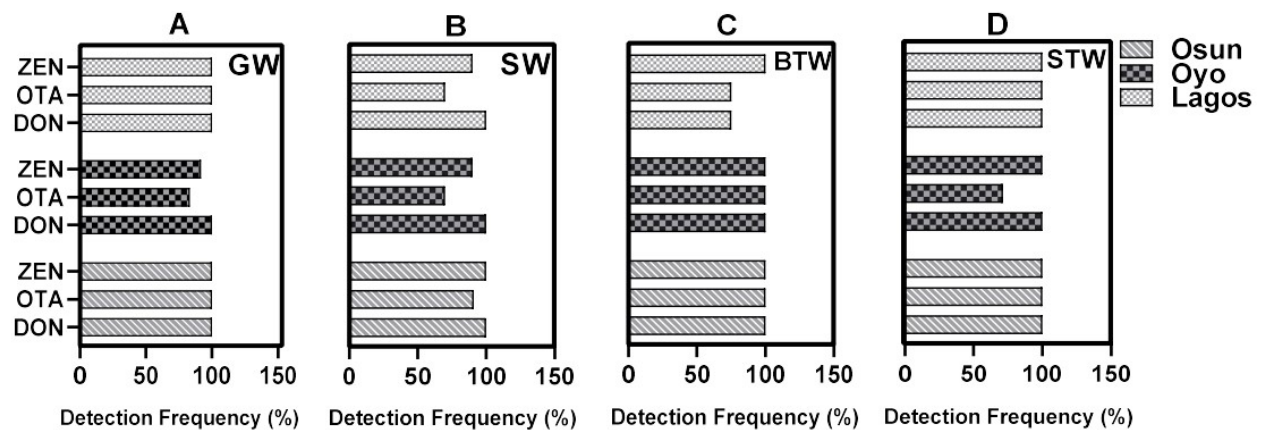 A
B
C
D
GW
SW
BTW
STW
Osun
Oyo
Lagos
ZEN
OTA
DON
ZEN
OTA
DON
ZEN
OTA
DON
0 50 100 150
0 50 100 150
0 50 100 150
0 50 100 150
Detection Frequency (%)
Detection Frequency (%)
Detection Frequency (%)
Detection Frequency (%)